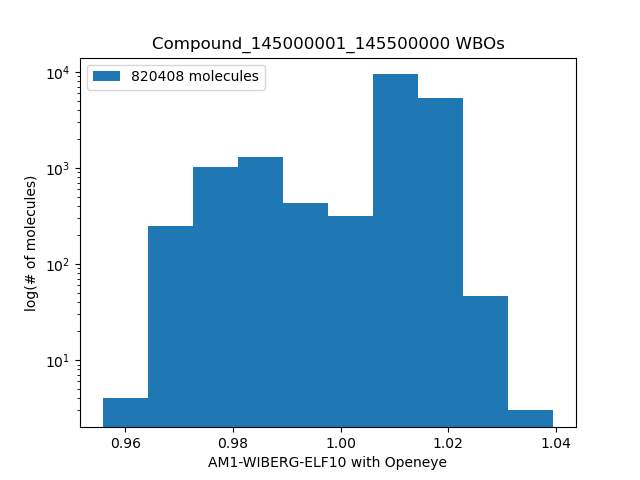 Compound_145000001_145500000 WBOs
820408 molecules
log(# of molecules)
10^4
10^3
10^2
10^1
0.96 0.98 1.00 1.02 1.04
AM1-WIBERG-ELF10 with Openeye